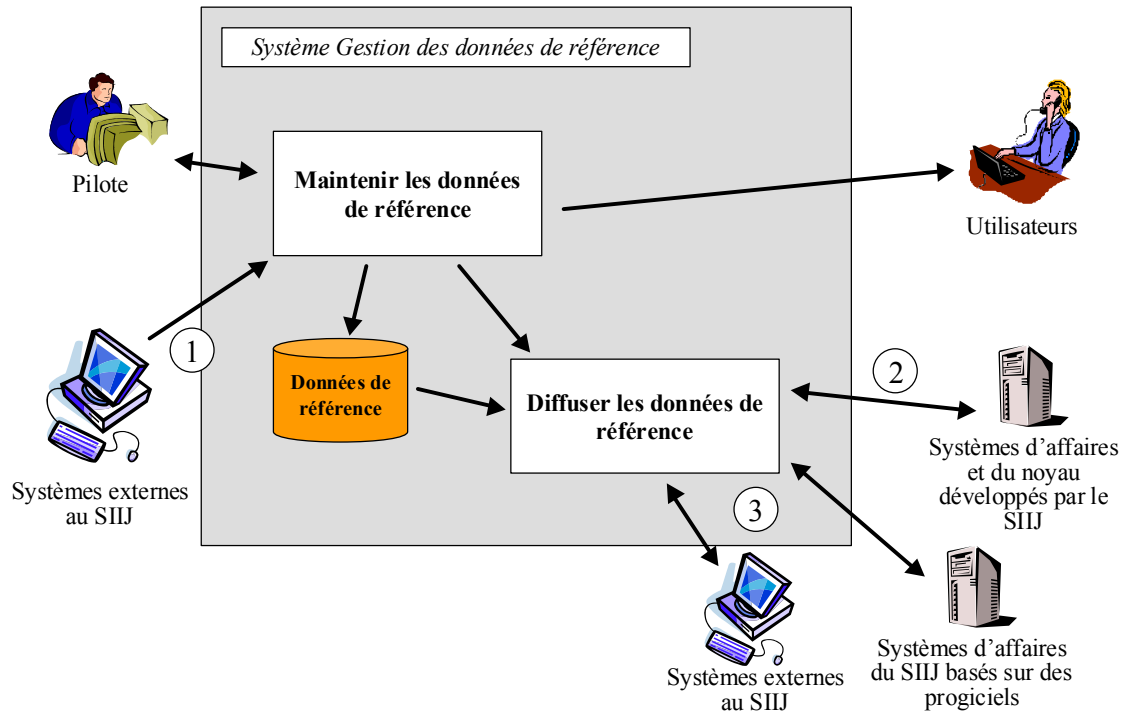 Système Gestion des données de référence
Pilote
Maintenir les données
de référence
Utilisateurs
1
Données de
référence
Diffuser les données de
référence
2
Systèmes d'affaires
et du noyau
développés par le
SIIJ
Systèmes externes
au SIIJ
3
Systèmes externes
au SIIJ
Systèmes d'affaires
du SIIJ basés sur des
progiciels